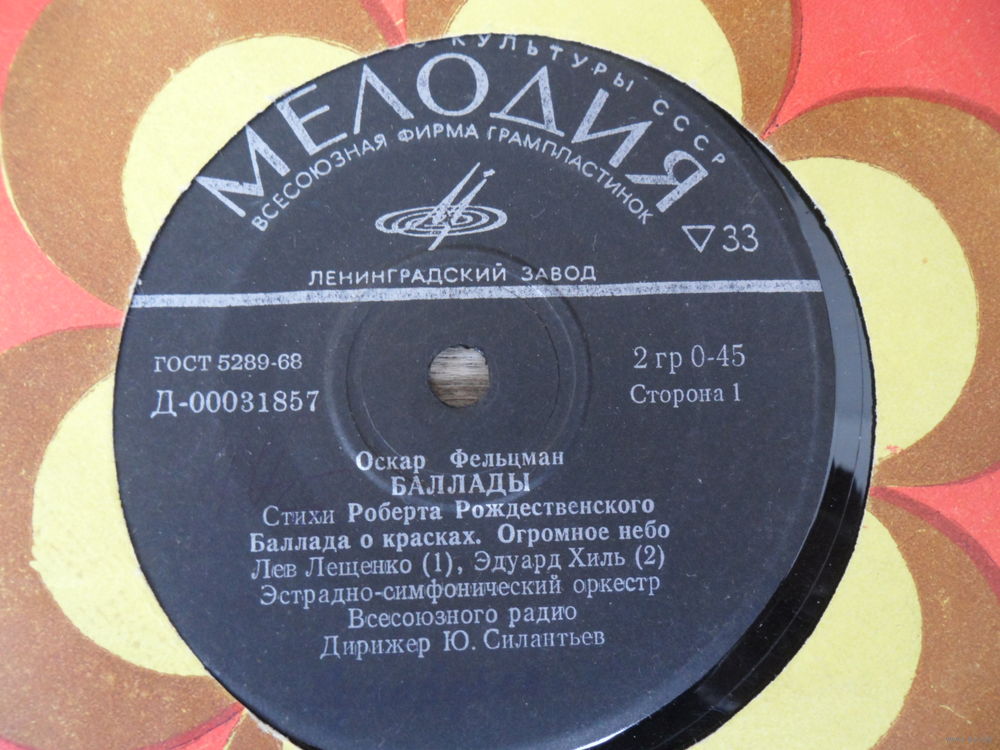 КУЛЬТУРЫ СССР
МЕЛОДИЯ
ВСЕСОЮЗНАЯ ФИРМА ГРАМПЛАСТИНОК
33
ЛЕНИНГРАДСКИЙ ЗАВОД
ГОСТ 5289-68
2 гр 0-45
Д-00031857
Сторона 1
Оскар Фельцман
БАЛЛАДЫ
Стихи Роберта Рождественского
Баллада о красках. Огромное небо
Лев Лещенко (1), Эдуард Хиль (2)
Эстрадно-симфонический оркестр
Всесоюзного радио
Дирижер Ю. Силантьев